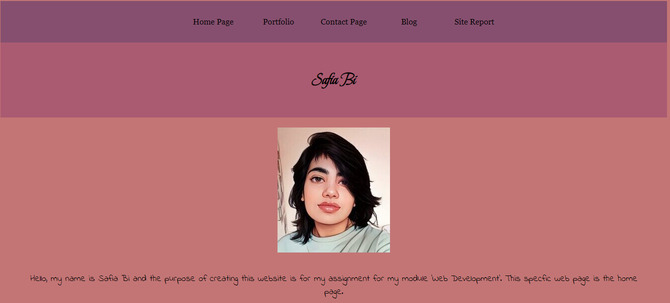 Home Page Portfolio Contact Page Blog Site Report
Safia Bi
Hello, my name is Safia Bi and the purpose of creating this website is for my assignment for my module 'Web Development'. This specfic web page is the home
page.